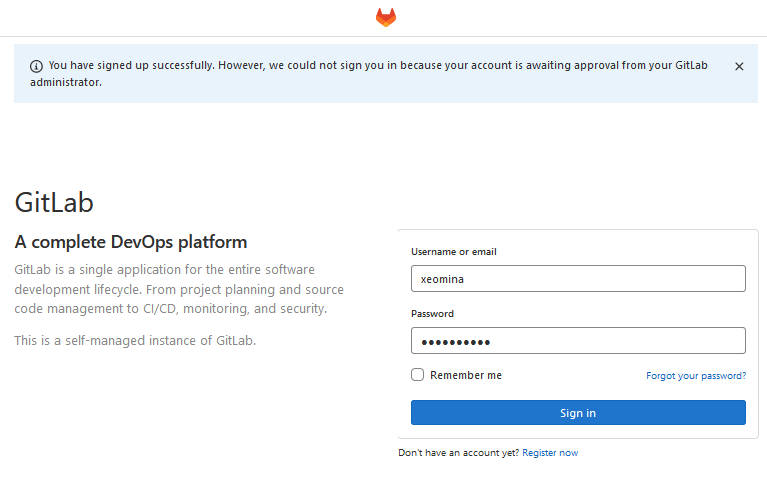 You have signed up successfully. However, we could not sign you in because your account is awaiting approval from your GitLab
administrator.
GitLab
A complete DevOps platform
GitLab is a single application for the entire software
development lifecycle. From project planning and source
code management to CI/CD, monitoring, and security.
This is a self-managed instance of GitLab.
Username or email
xeomina
Password
Remember me
Forgot your password?
Sign in
Don't have an account yet? Register now